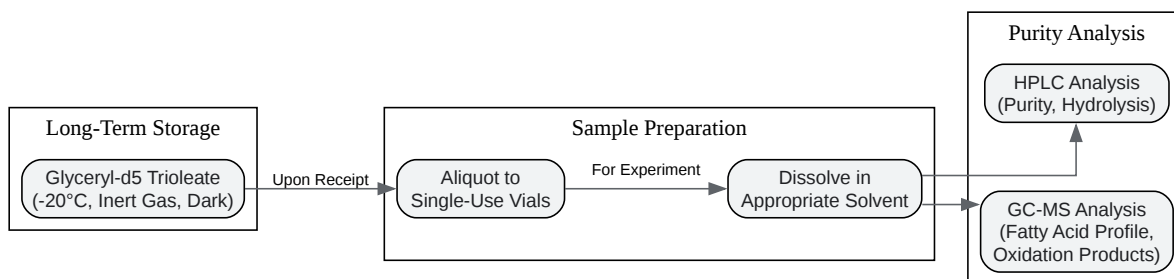 Long-Term Storage
Glyceryl-d5 Trioleate
(-20°C, Inert Gas, Dark)
Upon Receipt
Sample Preparation
Aliquot to
Single-Use Vials
For Experiment
Dissolve in
Appropriate Solvent
Purity Analysis
HPLC Analysis
(Purity, Hydrolysis)
GC-MS Analysis
(Fatty Acid Profile,
Oxidation Products)